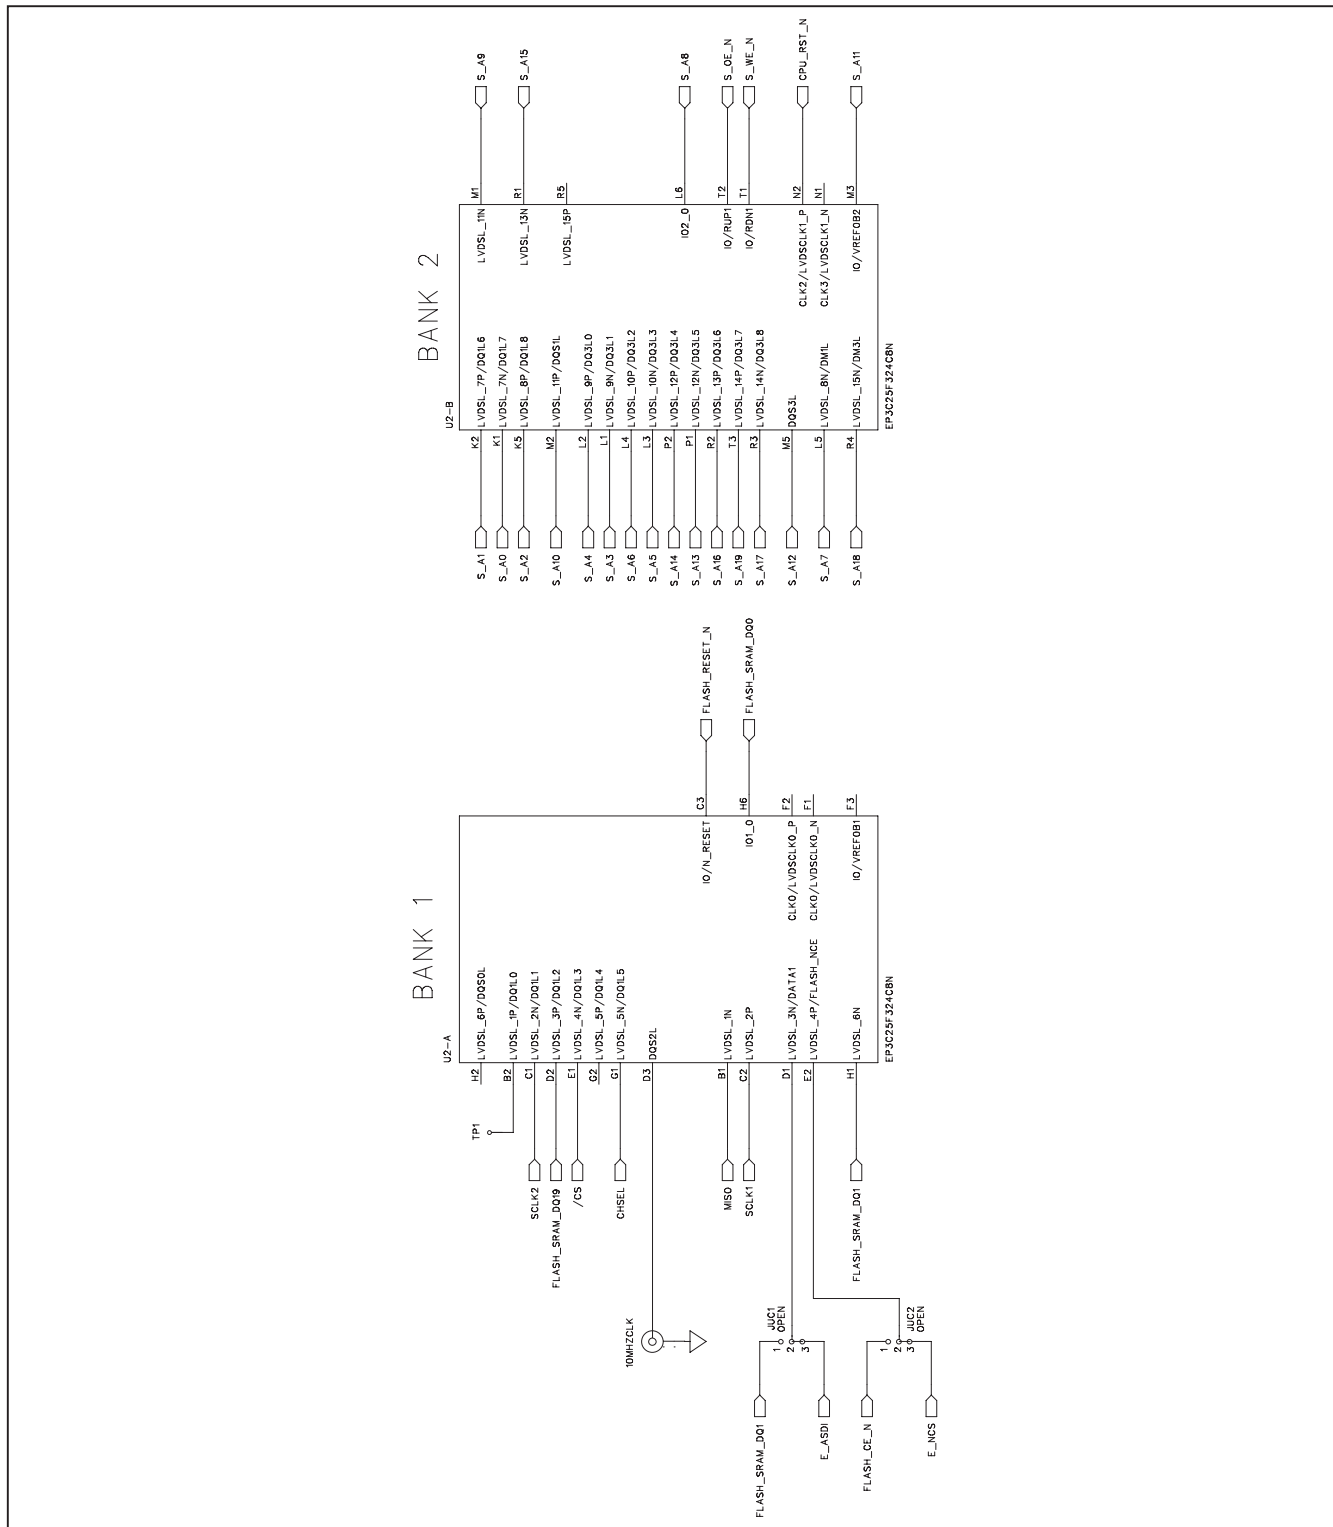 BANK 1
U2-A
H2 LVDSL_6P/DQS0L
TP1
B2 LVDSL_1P/DQ1L0
SCLK2 C1 LVDSL_2N/DQ1L1
FLASH_SRAM_DQ19 D2 LVDSL_3P/DQ1L2
/CS E1 LVDSL_4N/DQ1L3
G2 LVDSL_5P/DQ1L4
CHSEL G1 LVDSL_5N/DQ1L5
10MHZCLK D3 DQS2L
IO/N_RESET C3 FLASH_RESET_N
MISO B1 LVDSL_1N
SCLK1 C2 LVDSL_2P
IO1_0 H6 FLASH_SRAM_DQ0
D1 LVDSL_3N/DATA1
CLK0/LVDSCLK0_P F2
E2 LVDSL_4P/FLASH_NCE
CLK0/LVDSCLK0_N F1
FLASH_SRAM_DQ1 H1 LVDSL_6N
IO/VREF0B1 F3
EP3C25F324C8N
FLASH_SRAM_DQ1
JUC1
OPEN
1
2
3
E_ASDI
FLASH_CE_N
JUC2
OPEN
1
2
3
E_NCS
BANK 2
U2-B
S_A1 K2 LVDSL_7P/DQ1L6
LVDSL_11N M1 S_A9
S_A0 K1 LVDSL_7N/DQ1L7
S_A2 K5 LVDSL_8P/DQ1L8
LVDSL_13N R1 S_A15
S_A10 M2 LVDSL_11P/DQS1L
LVDSL_15P R5
S_A4 L2 LVDSL_9P/DQ3L0
S_A3 L1 LVDSL_9N/DQ3L1
S_A6 L4 LVDSL_10P/DQ3L2
S_A5 L3 LVDSL_10N/DQ3L3
S_A14 P2 LVDSL_12P/DQ3L4
IO2_0 L6 S_A8
S_A13 P1 LVDSL_12N/DQ3L5
S_A16 R2 LVDSL_13P/DQ3L6
IO/RUP1 T2 S_OE_N
S_A19 T3 LVDSL_14P/DQ3L7
IO/RDN1 T1 S_WE_N
S_A17 R3 LVDSL_14N/DQ3L8
S_A12 M5 DQS3L
CLK2/LVDSCLK1_P N2 CPU_RST_N
S_A7 L5 LVDSL_8N/DM1L
CLK3/LVDSCLK1_N N1
S_A18 R4 LVDSL_15N/DM3L
IO/VREF0B2 M3 S_A11
EP3C25F324C8N